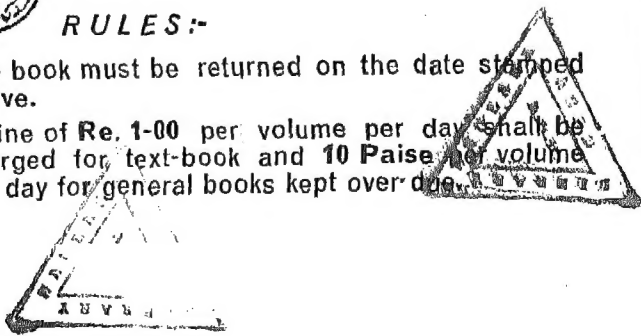 RULES:-
book must be returned on the date stamped
ve.
ine of Re. 1-00 per volume per day shall be
rged for text-book and 10 Paise per volume
day for general books kept over due.